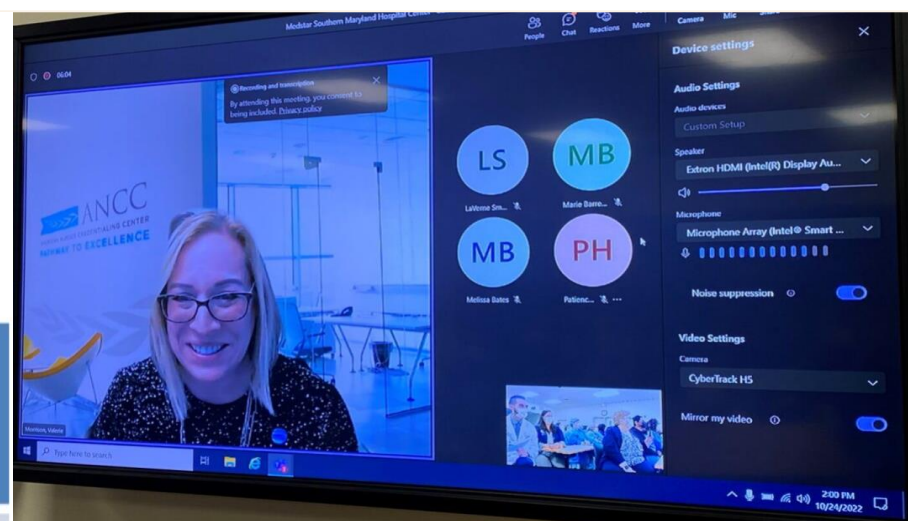 Medstar Southern Maryland Hospital Center
People
Chat
Reactions
More
Camera
Mic
06:04
Recording and transcription
By attending this meeting, you consent to
being included. Privacy policy
ANCC
AMERICAN NURSES CREDENTIALING CENTER
PATHWAY TO EXCELLENCE
LS
MB
LaVerne Sm...
Marie Barre...
MB
PH
Melissa Bates
Patienc...
...
Device settings
Audio Settings
Audio devices
Custom Setup
Speaker
Extron HDMI (Intel(R) Display Au...
Microphone
Microphone Array (Intel® Smart ...
Noise suppression
Video Settings
Camera
CyberTrack H5
Mirror my video
Type here to search
2:00 PM
10/24/2022